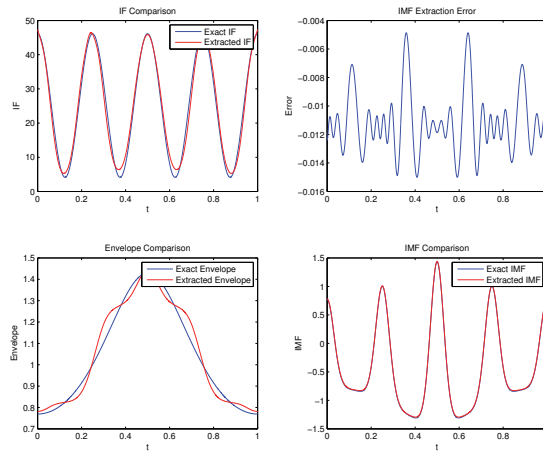 IF Comparison
Exact IF
Extracted IF
50
40
30
20
10
0
0
0.2
0.4
0.6
0.8
1
IF
t
IMF Extraction Error
−0.004
−0.006
−0.008
−0.01
−0.012
−0.014
−0.016
0
0.2
0.4
0.6
0.8
Error
t
Envelope Comparison
Exact Envelope
Extracted Envelope
1.5
1.4
1.3
1.2
1.1
1
0.9
0.8
0.7
0
0.2
0.4
0.6
0.8
1
Envelope
t
IMF Comparison
Exact IMF
Extracted IMF
1.5
1
0.5
0
−0.5
−1
−1.5
0
0.2
0.4
0.6
0.8
IMF
t